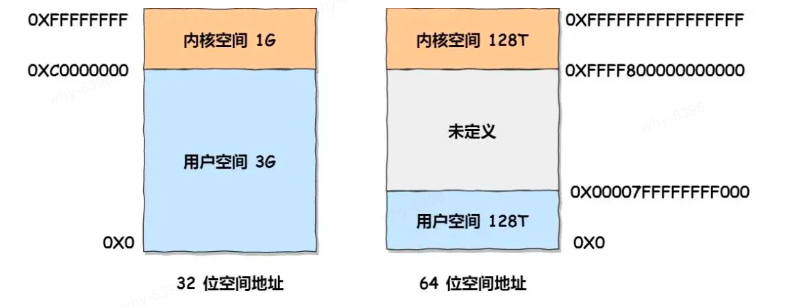 0XFFFFFFFF
内核空间 1G
0XC0000000
用户空间 3G
0X0
32 位空间地址
0XFFFFFFFFFFFFFFFF
内核空间 128T
0XFFFF800000000000
未定义
0X00007FFFFFFFF000
用户空间 128T
0X0
64 位空间地址
why-6396